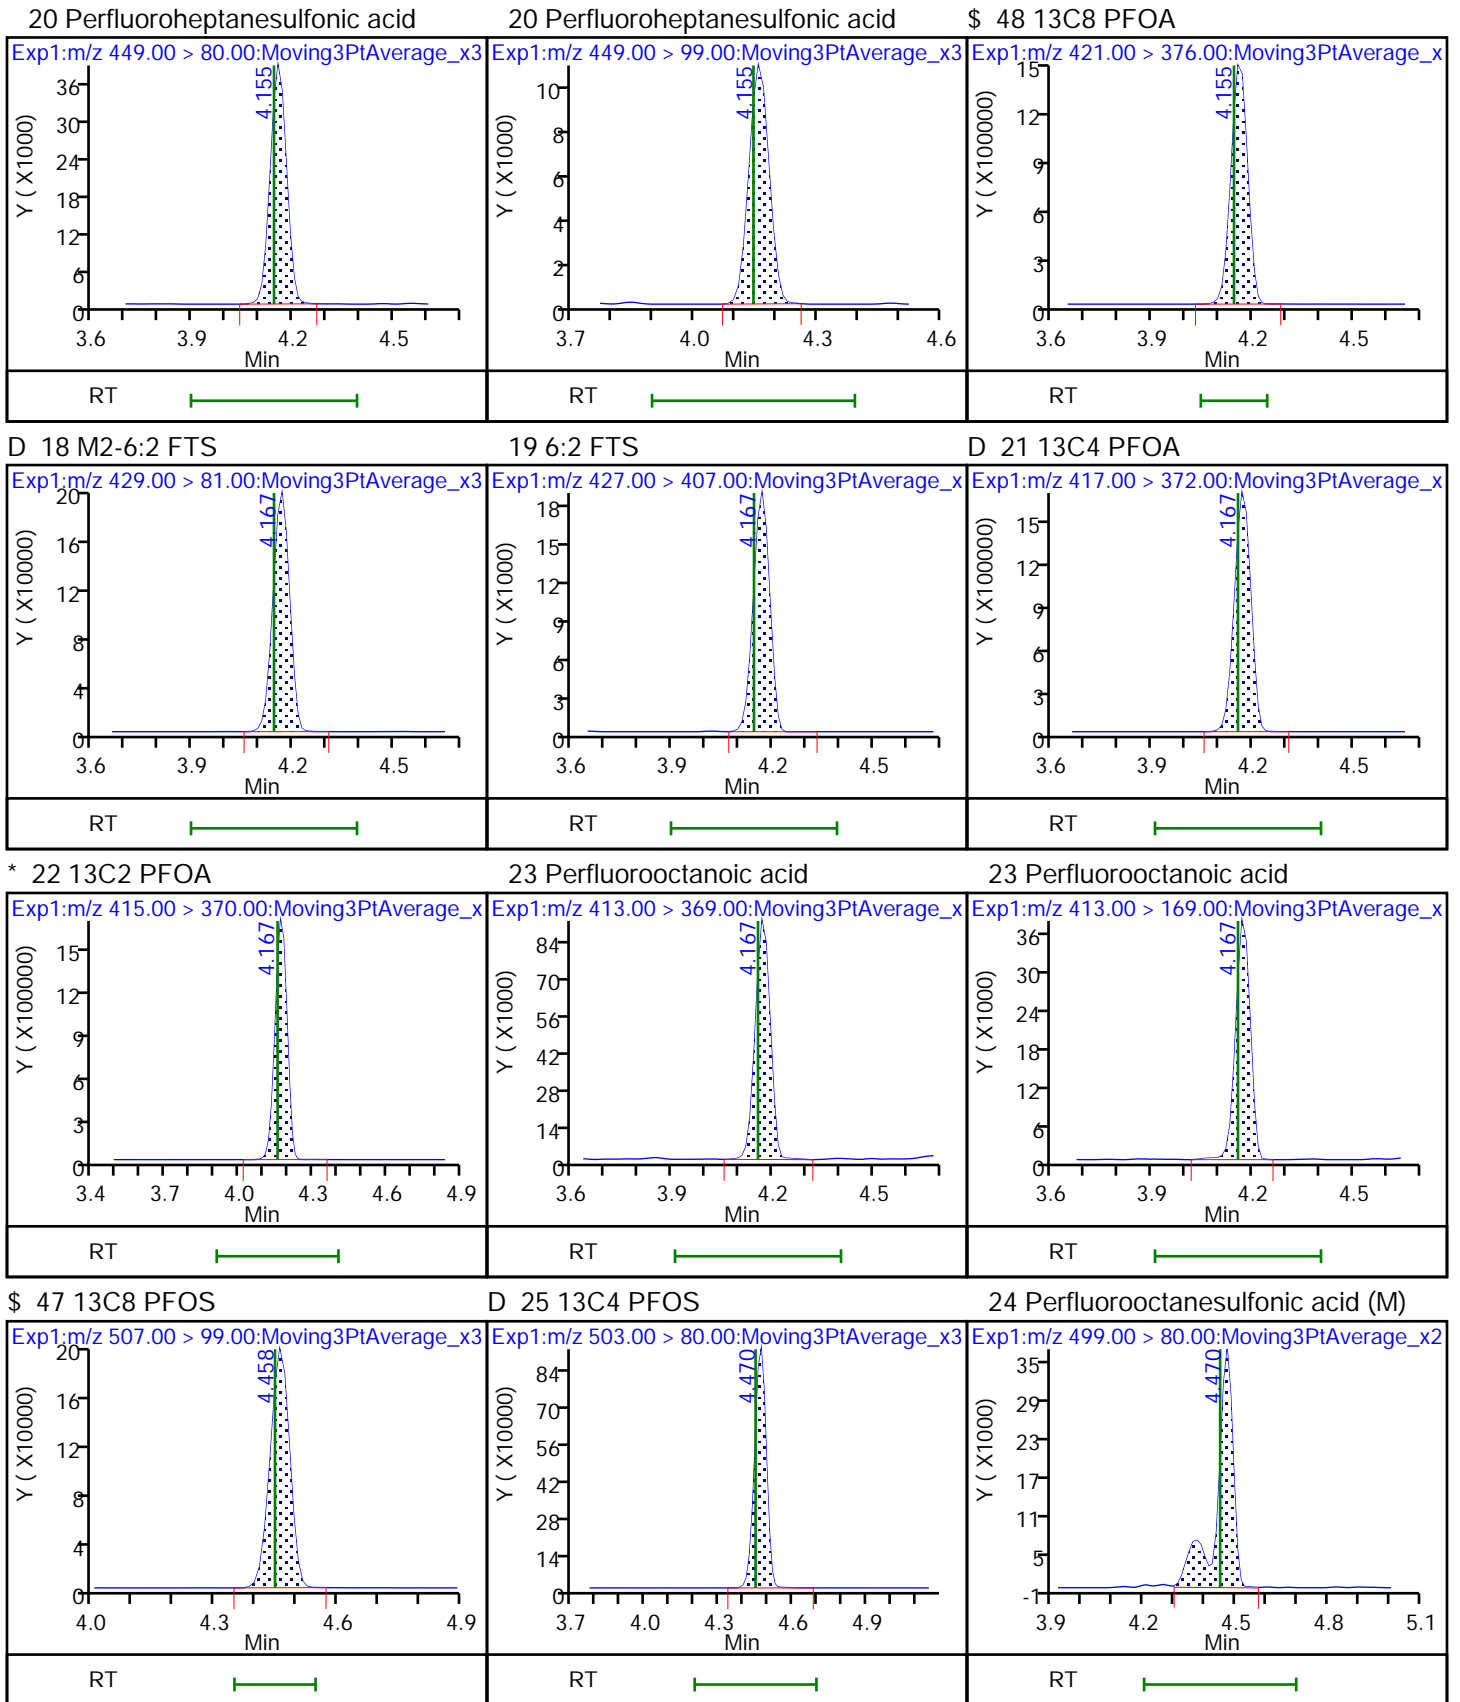 20 Perfluoroheptanesulfonic acid
Exp1:m/z 449.00 > 80.00:Moving3PtAverage_x3
4.155
Y ( X1000)
36
30
24
18
12
6
0
3.6 3.9 4.2 4.5
Min
RT
20 Perfluoroheptanesulfonic acid
Exp1:m/z 449.00 > 99.00:Moving3PtAverage_x3
4.155
Y ( X1000)
10
8
6
4
2
0
3.7 4.0 4.3 4.6
Min
RT
$ 48 13C8 PFOA
Exp1:m/z 421.00 > 376.00:Moving3PtAverage_x
4.155
Y ( X100000)
15
12
9
6
3
0
3.6 3.9 4.2 4.5
Min
RT
D 18 M2-6:2 FTS
Exp1:m/z 429.00 > 81.00:Moving3PtAverage_x3
4.167
Y ( X10000)
20
16
12
8
4
0
3.6 3.9 4.2 4.5
Min
RT
19 6:2 FTS
Exp1:m/z 427.00 > 407.00:Moving3PtAverage_x
4.167
Y ( X1000)
18
15
12
9
6
3
0
3.6 3.9 4.2 4.5
Min
RT
D 21 13C4 PFOA
Exp1:m/z 417.00 > 372.00:Moving3PtAverage_x
4.167
Y ( X100000)
15
12
9
6
3
0
3.6 3.9 4.2 4.5
Min
RT
* 22 13C2 PFOA
Exp1:m/z 415.00 > 370.00:Moving3PtAverage_x
4.167
Y ( X100000)
15
12
9
6
3
0
3.4 3.7 4.0 4.3 4.6 4.9
Min
RT
23 Perfluorooctanoic acid
Exp1:m/z 413.00 > 369.00:Moving3PtAverage_x
4.167
Y ( X1000)
84
70
56
42
28
14
0
3.6 3.9 4.2 4.5
Min
RT
23 Perfluorooctanoic acid
Exp1:m/z 413.00 > 169.00:Moving3PtAverage_x
4.167
Y ( X1000)
36
30
24
18
12
6
0
3.6 3.9 4.2 4.5
Min
RT
$ 47 13C8 PFOS
Exp1:m/z 507.00 > 99.00:Moving3PtAverage_x3
4.458
Y ( X10000)
20
16
12
8
4
0
4.0 4.3 4.6 4.9
Min
RT
D 25 13C4 PFOS
Exp1:m/z 503.00 > 80.00:Moving3PtAverage_x3
4.470
Y ( X10000)
84
70
56
42
28
14
0
3.7 4.0 4.3 4.6 4.9
Min
RT
24 Perfluorooctanesulfonic acid (M)
Exp1:m/z 499.00 > 80.00:Moving3PtAverage_x2
4.470
Y ( X1000)
35
29
23
17
11
5
-1
3.9 4.2 4.5 4.8 5.1
Min
RT